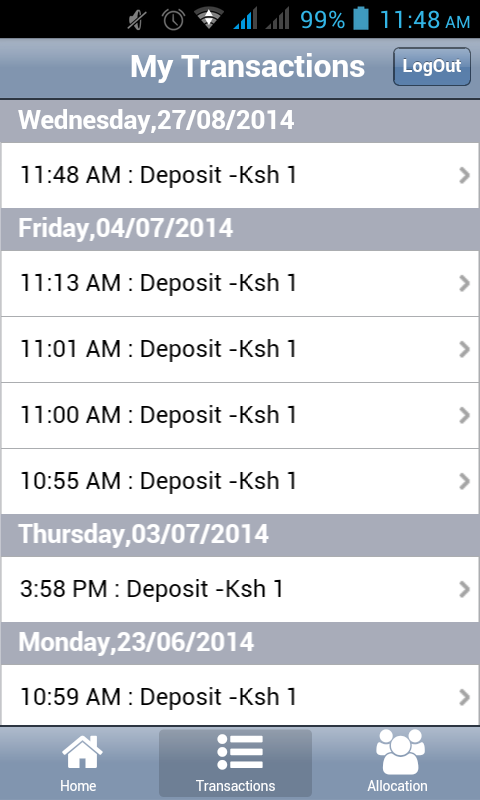 99% 11:48 AM
My Transactions LogOut
Wednesday,27/08/2014
11:48 AM : Deposit -Ksh 1
Friday,04/07/2014
11:13 AM : Deposit -Ksh 1
11:01 AM : Deposit -Ksh 1
11:00 AM : Deposit -Ksh 1
10:55 AM : Deposit -Ksh 1
Thursday,03/07/2014
3:58 PM : Deposit -Ksh 1
Monday,23/06/2014
10:59 AM : Deposit -Ksh 1
Home Transactions Allocation